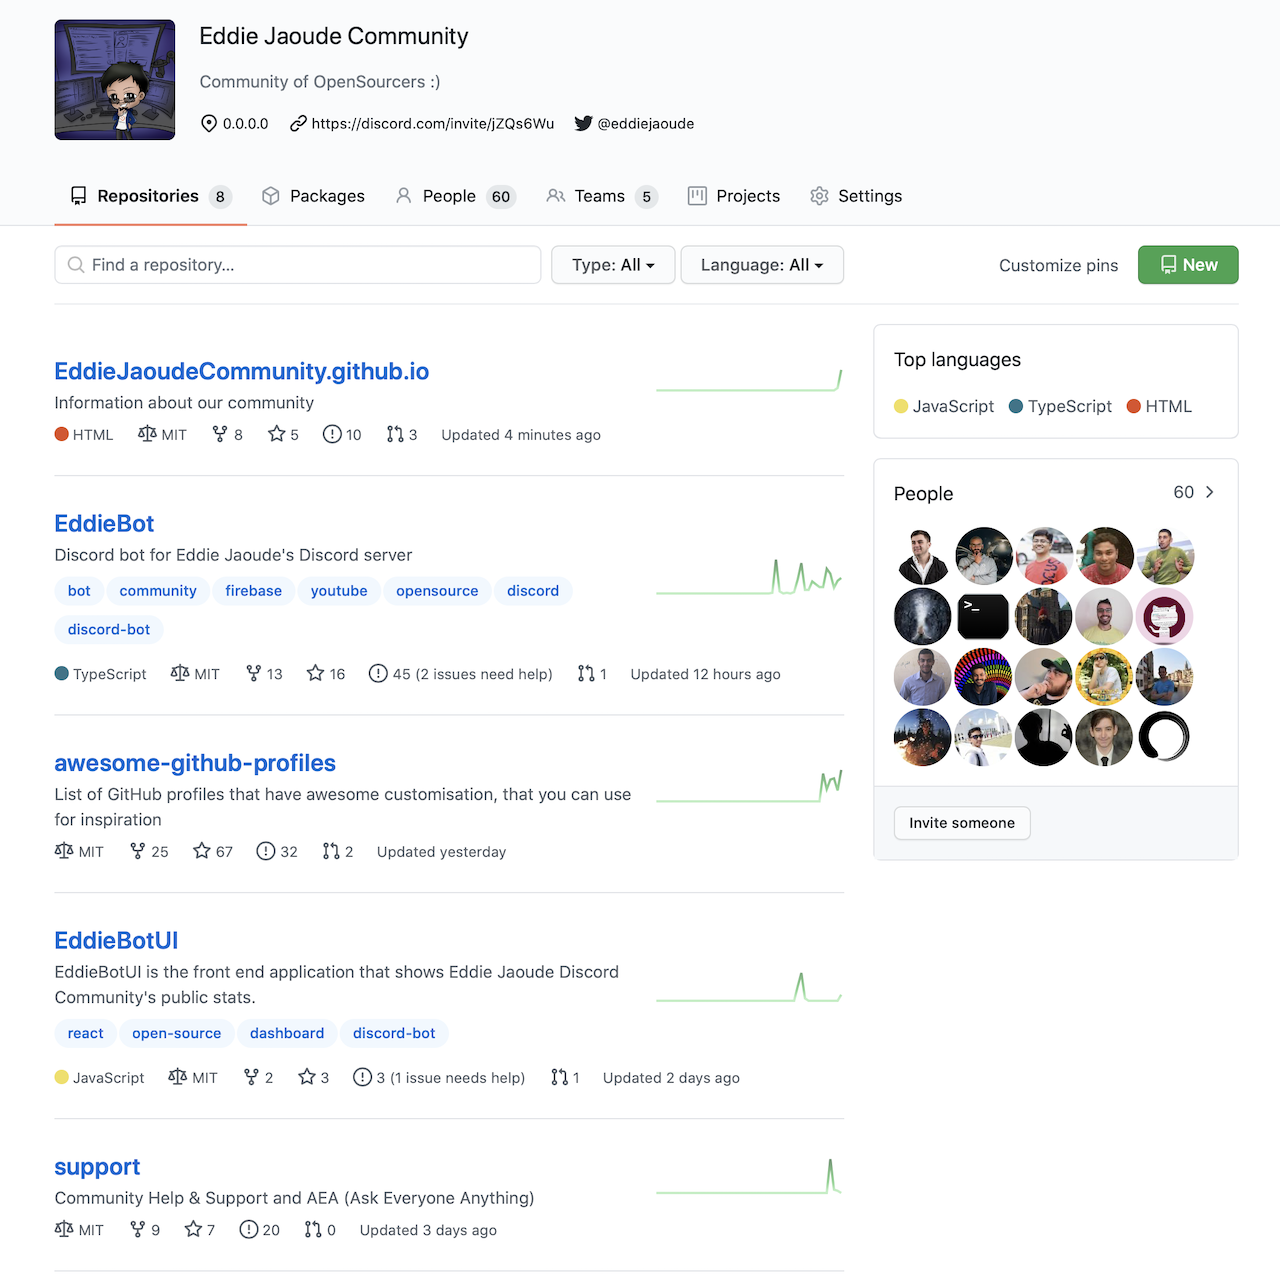 Eddie Jaoude Community
Community of OpenSourcers :)
0.0.0.0 https://discord.com/invite/jZQs6Wu @eddiejaoude
Repositories 8 Packages People 60 Teams 5 Projects Settings
Find a repository... Type: All Language: All Customize pins New
EddieJaoudeCommunity.github.io
Information about our community
HTML MIT 8 5 10 3 Updated 4 minutes ago
EddieBot
Discord bot for Eddie Jaoude's Discord server
bot community firebase youtube opensource discord
discord-bot
TypeScript MIT 13 16 45 (2 issues need help) 1 Updated 12 hours ago
awesome-github-profiles
List of GitHub profiles that have awesome customisation, that you can use
for inspiration
MIT 25 67 32 2 Updated yesterday
EddieBotUI
EddieBotUI is the front end application that shows Eddie Jaoude Discord
Community's public stats.
react open-source dashboard discord-bot
JavaScript MIT 2 3 3 (1 issue needs help) 1 Updated 2 days ago
support
Community Help & Support and AEA (Ask Everyone Anything)
MIT 9 7 20 0 Updated 3 days ago
Top languages
JavaScript TypeScript HTML
People 60
>_
Invite someone